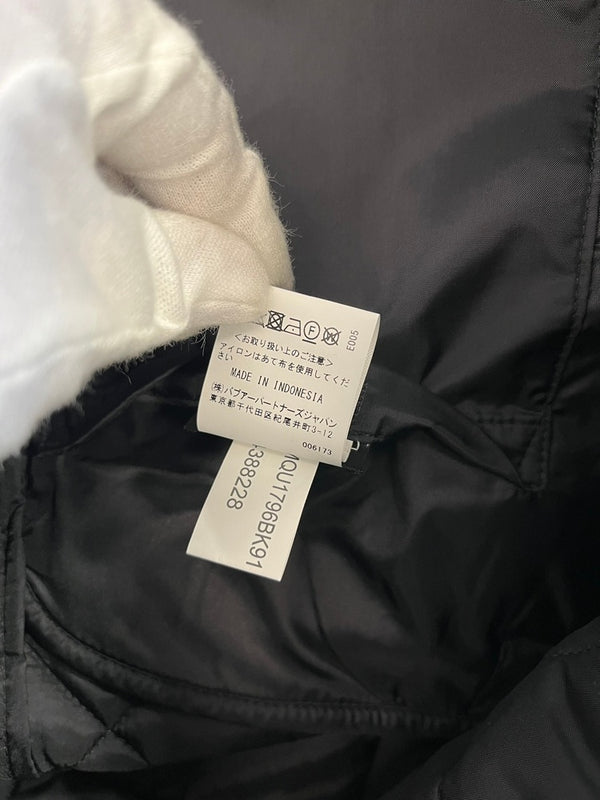 E005
<お取り扱い上のご注意>
アイロンはあて布を使用してくだ
さい
MADE IN INDONESIA
(株)バブアーパートナーズジャパン
東京都千代田区紀尾井町3-12
006173
MQU1796BK91
388228